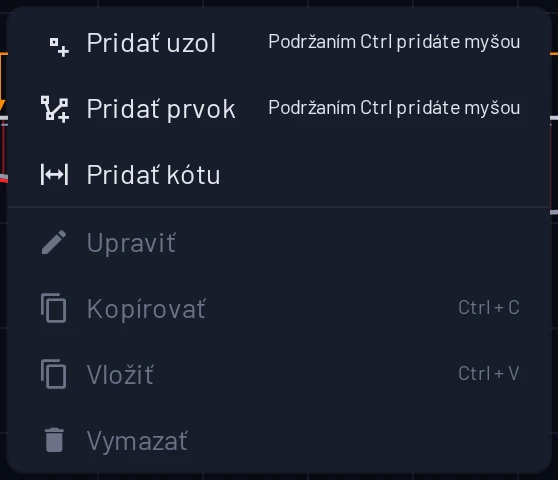 Pridať uzol Podržaním Ctrl pridáte myšou
Pridať prvok Podržaním Ctrl pridáte myšou
Pridať kótu
Upraviť
Kopírovať Ctrl + C
Vložiť Ctrl + V
Vymazať